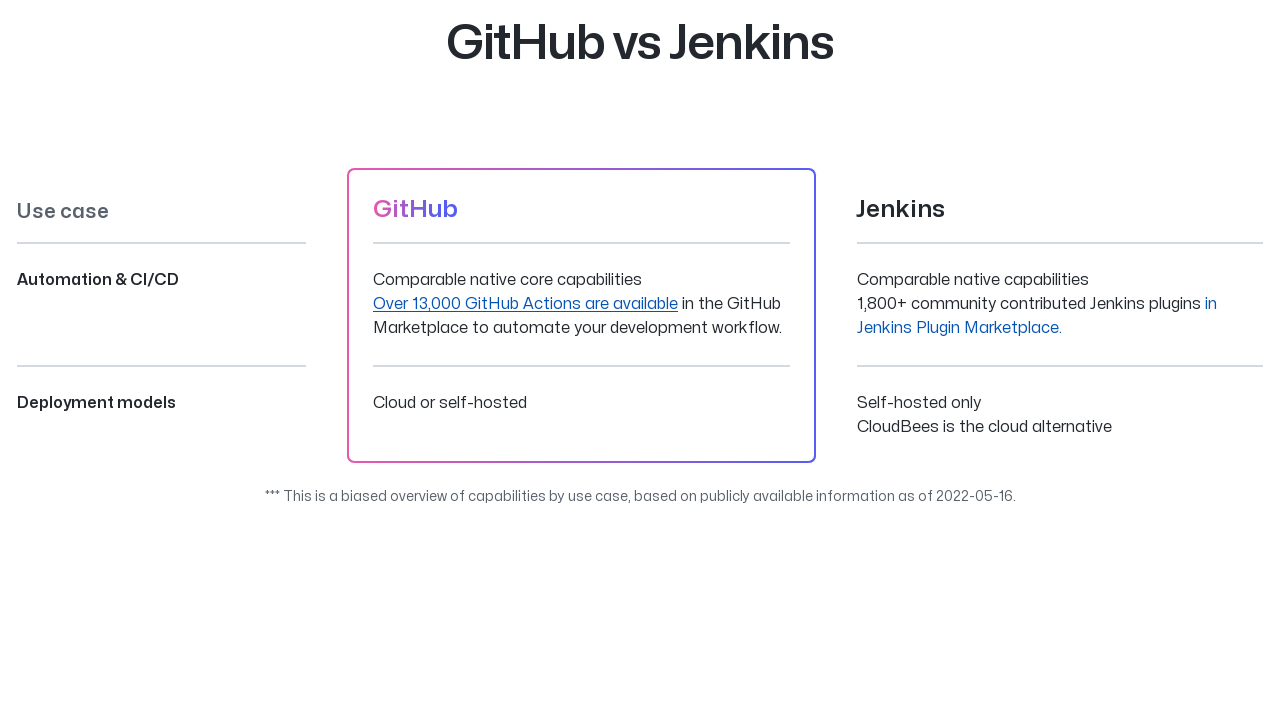 GitHub vs Jenkins
Use case
GitHub
Jenkins
Automation & CI/CD
Comparable native core capabilities
Over 13,000 GitHub Actions are available in the GitHub
Marketplace to automate your development workflow.
Comparable native capabilities
1,800+ community contributed Jenkins plugins in
Jenkins Plugin Marketplace.
Deployment models
Cloud or self-hosted
Self-hosted only
CloudBees is the cloud alternative
*** This is a biased overview of capabilities by use case, based on publicly available information as of 2022-05-16.